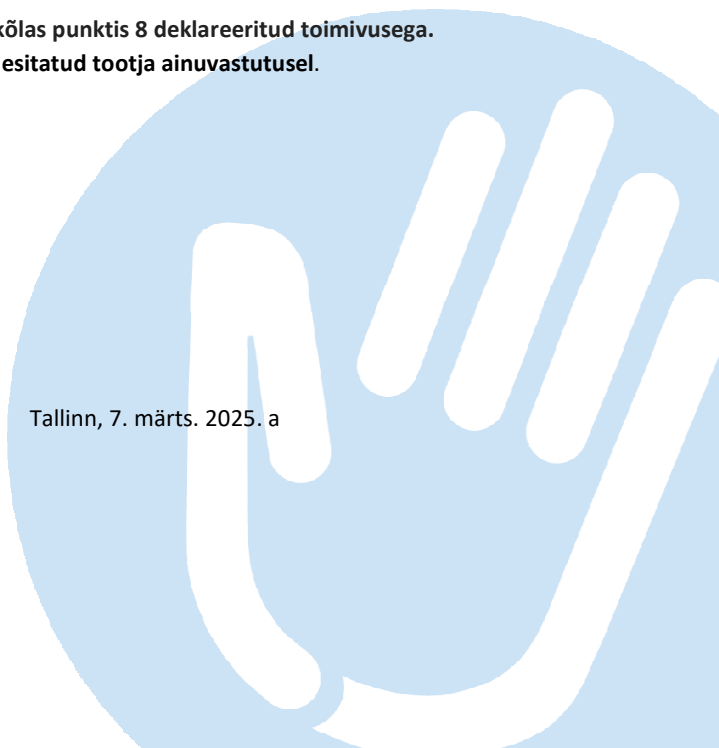 kõlas punktis 8 deklareeritud toimivusega.
esitatud tootja ainuvastutusel.
Tallinn, 7. märts. 2025. a